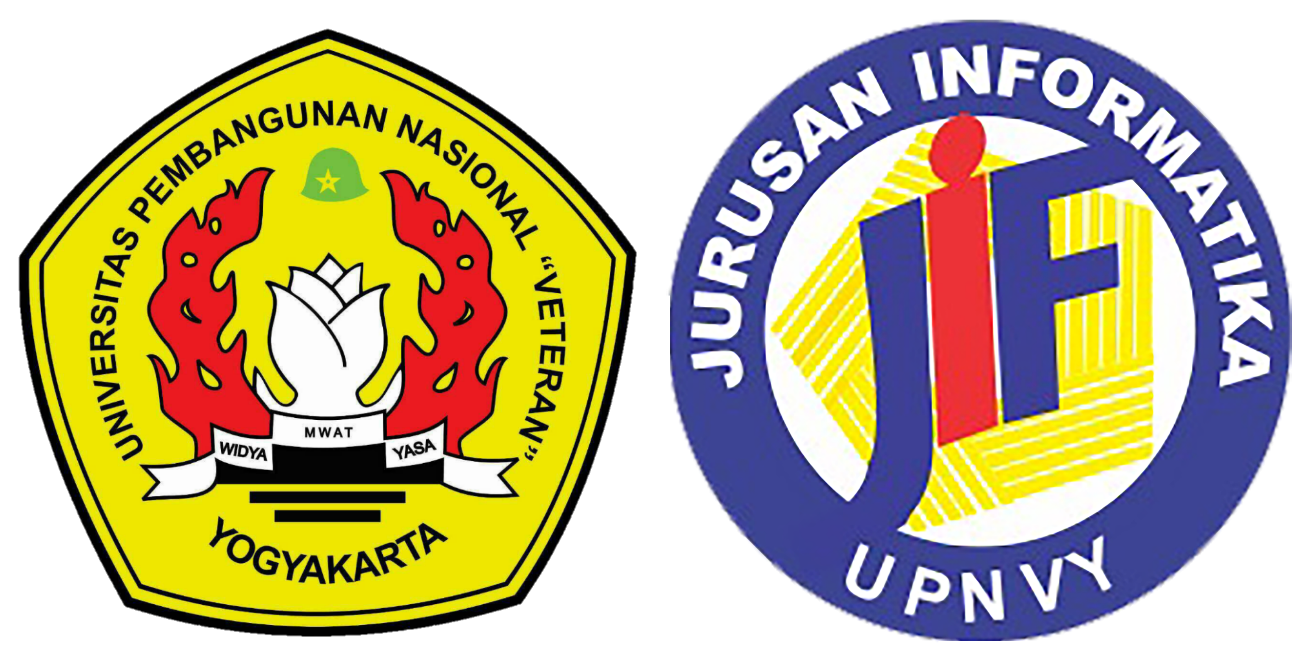 UNIVERSITAS PEMBANGUNAN NASIONAL “VETERAN”
WIDYA MWAT YASA
YOGYAKARTA
JURUSAN INFORMATIKA
JiF
UPNVY